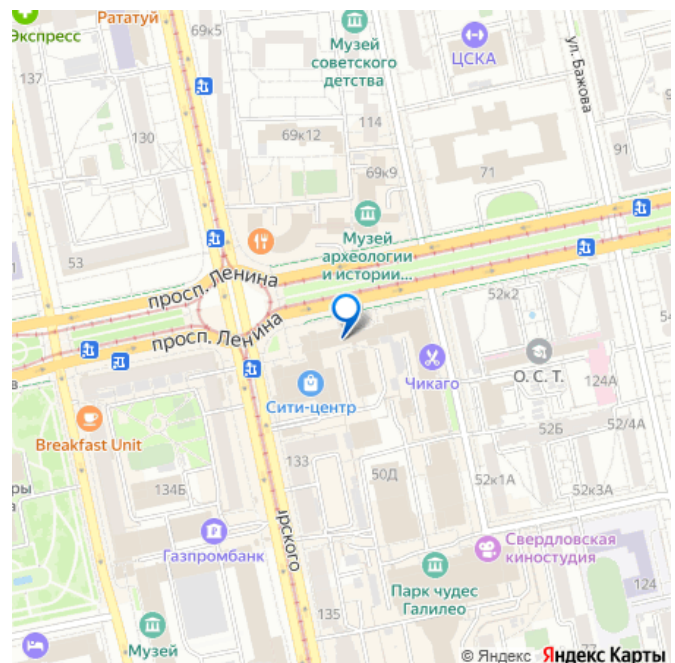 Рататуй
Экспресс
69к5
Музей
советского
детства
ЦСКА
ул. Бажова
137
130
69к12
114
69к9
71
91
Музей
археологии
и истории...
53
просп. Ленина
просп. Ленина
52к2
54
О. С. Т.
124А
Чикаго
Сити-центр
Breakfast Unit
52Б
52/4А
133
50Д
52к1А
52к3А
134Б
Газпромбанк
рского
Свердловская
киностудия
Парк чудес
Галилео
124
135
Музей
77
© Яндекс Яндекс Карты